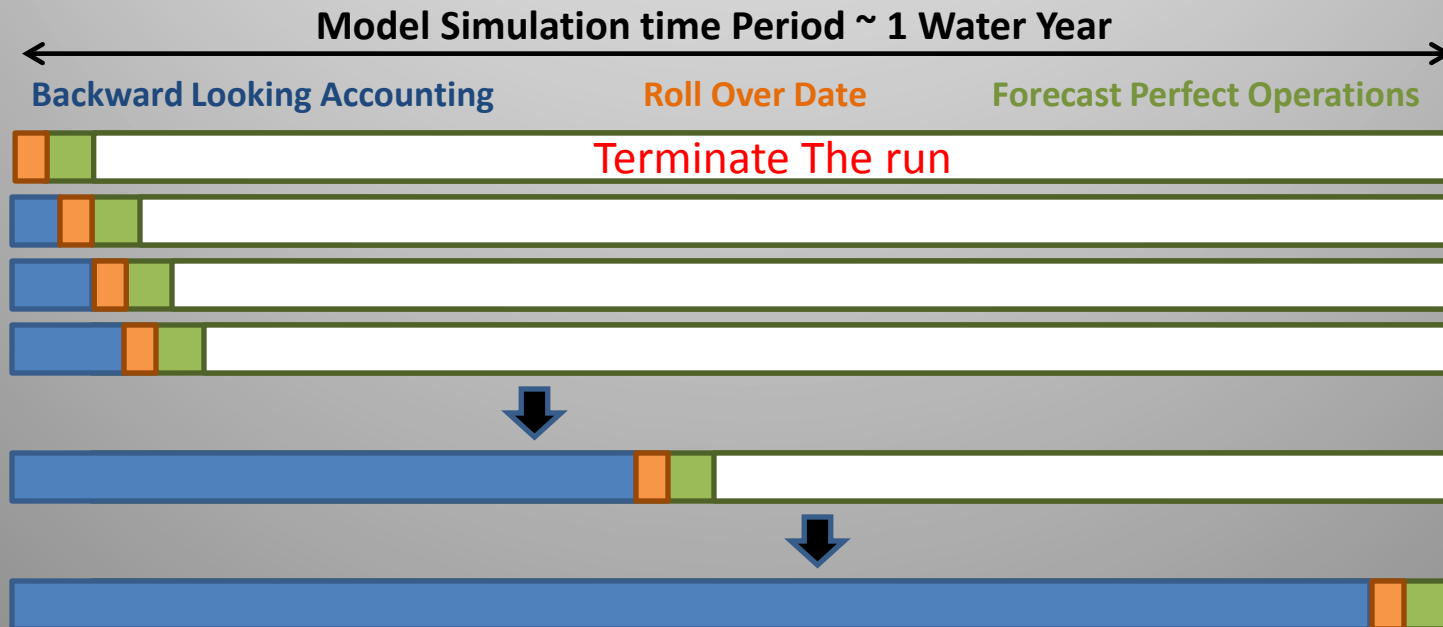 Model Simulation time Period ~ 1 Water Year
Backward Looking Accounting Roll Over Date Forecast Perfect Operations
Terminate The run